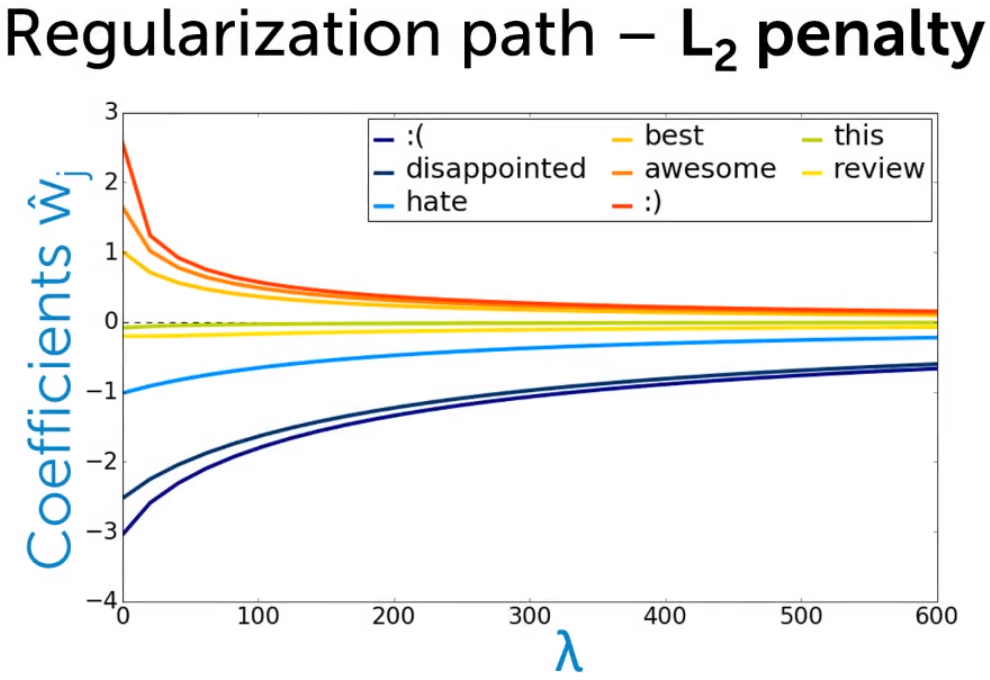 Regularization path – L₂ penalty
Coefficients ŵⱼ
3
2
1
0
−1
−2
−3
−4
:( best this
disappointed awesome review
hate :)
0 100 200 300 400 500 600
λ